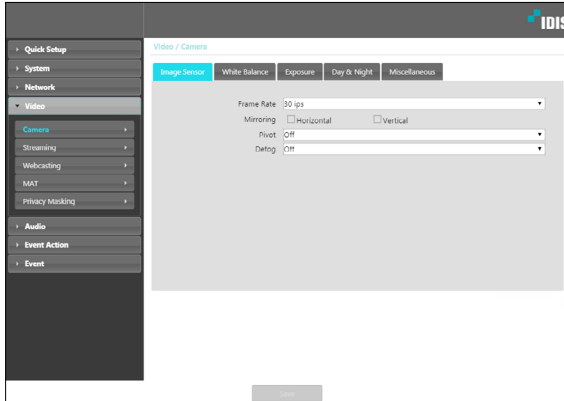 IDIS
Quick Setup
System
Network
Video
Camera
Streaming
Webcasting
MAT
Privacy Masking
Audio
Event Action
Event
Video / Camera
Image Sensor White Balance Exposure Day & Night Miscellaneous
Frame Rate 30 ips
Mirroring Horizontal Vertical
Pivot Off
Defog Off
Save